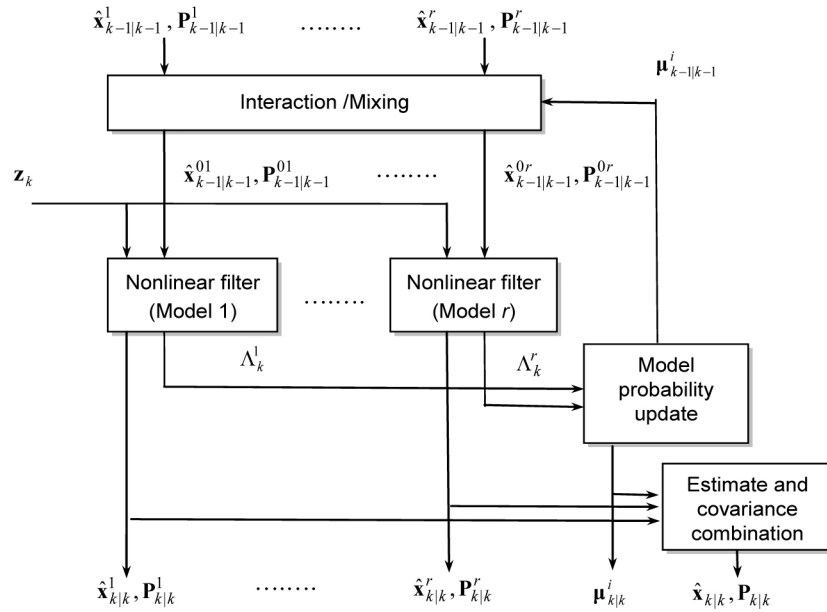 x̂¹ₖ₋₁|ₖ₋₁, P¹ₖ₋₁|ₖ₋₁ ........ x̂ʳₖ₋₁|ₖ₋₁, Pʳₖ₋₁|ₖ₋₁
μⁱₖ₋₁|ₖ₋₁
Interaction /Mixing
zₖ
x̂⁰¹ₖ₋₁|ₖ₋₁, P⁰¹ₖ₋₁|ₖ₋₁ ........ x̂⁰ʳₖ₋₁|ₖ₋₁, P⁰ʳₖ₋₁|ₖ₋₁
Nonlinear filter
(Model 1)
........
Nonlinear filter
(Model r)
Λ¹ₖ
Λʳₖ
Model
probability
update
Estimate and
covariance
combination
x̂¹ₖ|ₖ, P¹ₖ|ₖ ........ x̂ʳₖ|ₖ, Pʳₖ|ₖ μⁱₖ|ₖ x̂ₖ|ₖ, Pₖ|ₖ